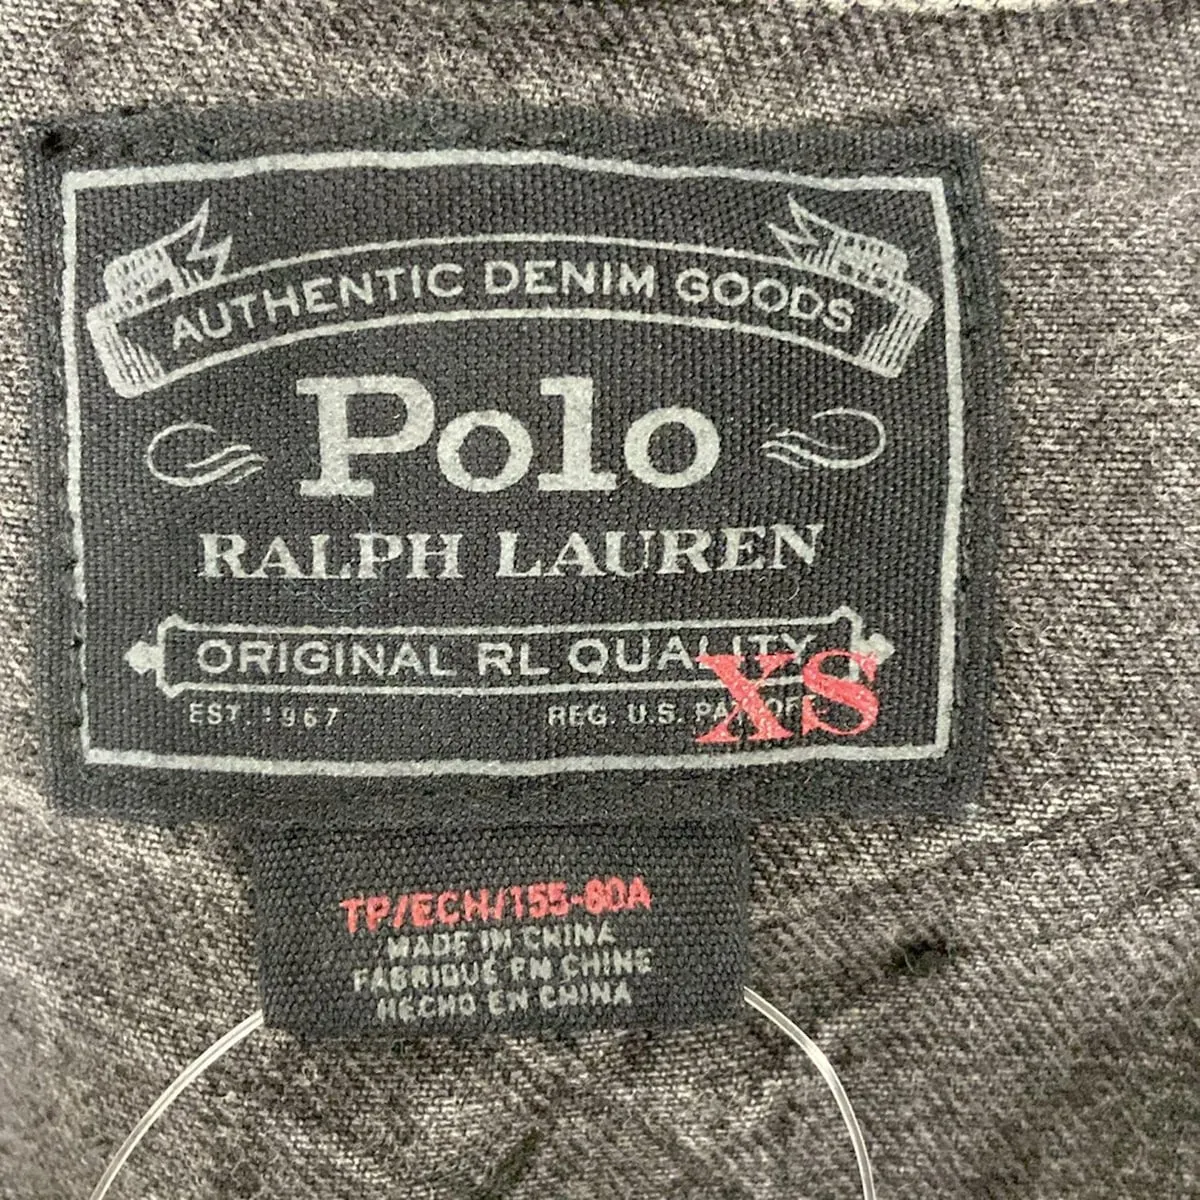 AUTHENTIC DENIM GOODS
Polo
RALPH LAUREN
ORIGINAL RL QUALITY
EST. 1967 REG. U.S. PAT. OFF.
XS
TP/ECH/155-80A
MADE IN CHINA
FABRIQUÉ EN CHINE
HECHO EN CHINA